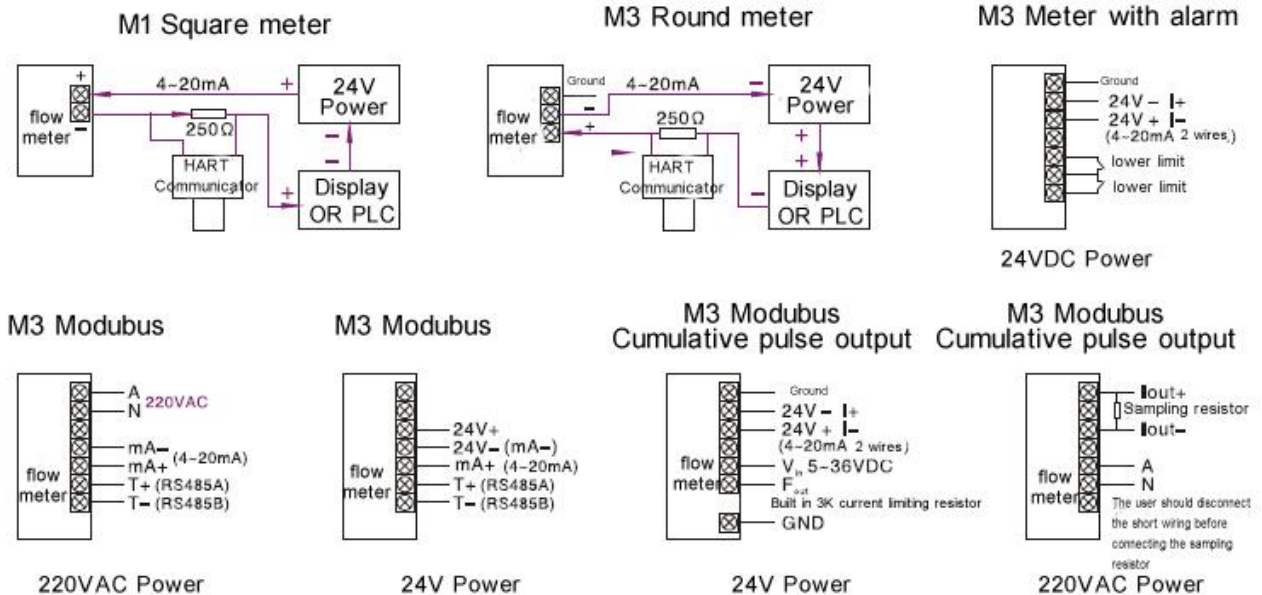 M1 Square meter
+
4~20mA
+
24V
Power
flow
meter
−
250Ω
−
−
HART
Communicator
+
Display
OR PLC
M3 Round meter
Ground
4~20mA
−
24V
Power
−
flow
meter
+
250Ω
+
+
HART
Communicator
−
Display
OR PLC
M3 Meter with alarm
Ground
24V − I+
24V + I−
(4~20mA 2 wires,)
lower limit
lower limit
24VDC Power
M3 Modubus
A
N
220VAC
mA−
mA+
(4~20mA)
flow
meter
T+ (RS485A)
T− (RS485B)
220VAC Power
M3 Modubus
24V+
24V− (mA−)
mA+ (4~20mA)
flow
meter
T+ (RS485A)
T− (RS485B)
24V Power
M3 Modubus
Cumulative pulse output
Ground
24V − I+
24V + I−
(4~20mA 2 wires,)
flow
meter
Vin 5~36VDC
Fout
Built in 3K current limiting resistor
GND
24V Power
M3 Modubus
Cumulative pulse output
Iout+
Sampling resistor
Iout−
flow
meter
A
N
The user should disconnect
the short wiring before
connecting the sampling
resistor
220VAC Power